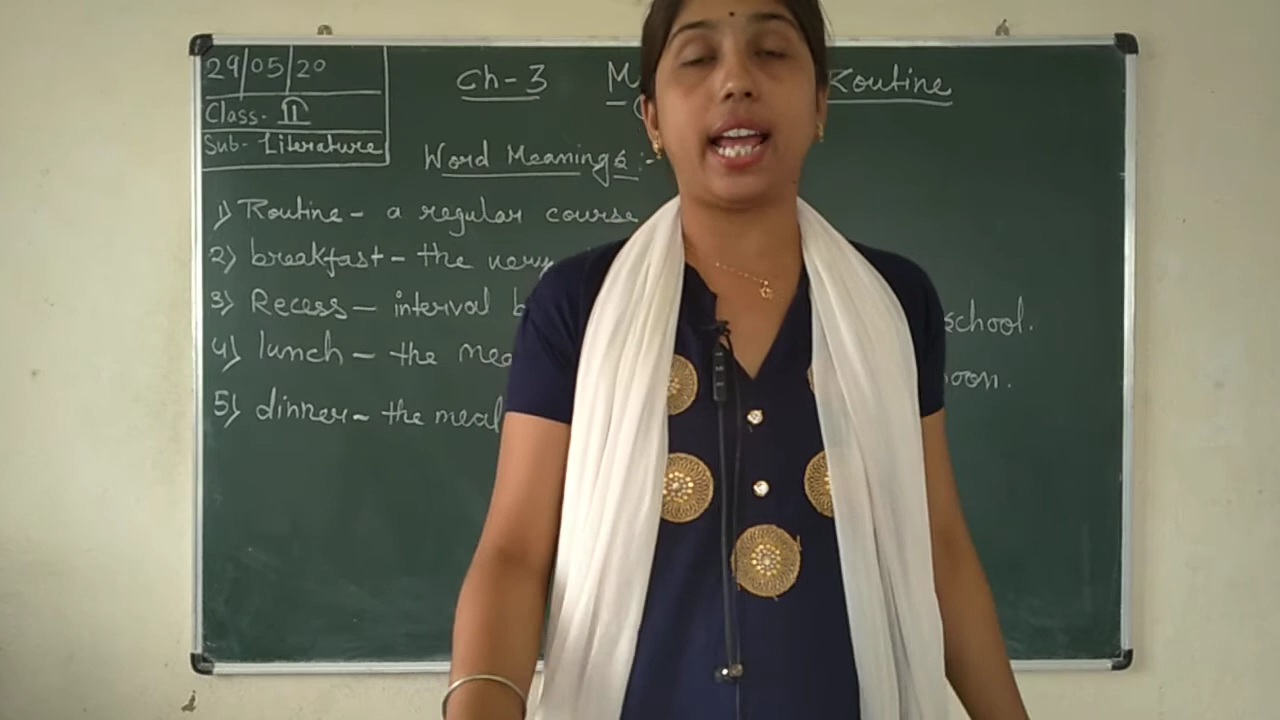 29/05/20
Class- II
Sub- Literature
Ch-3 My Routine
Word Meanings :-
1) Routine - a regular course
2) breakfast - the very
3) Recess - interval school.
4) lunch - the noon.
5) dinner - the meal